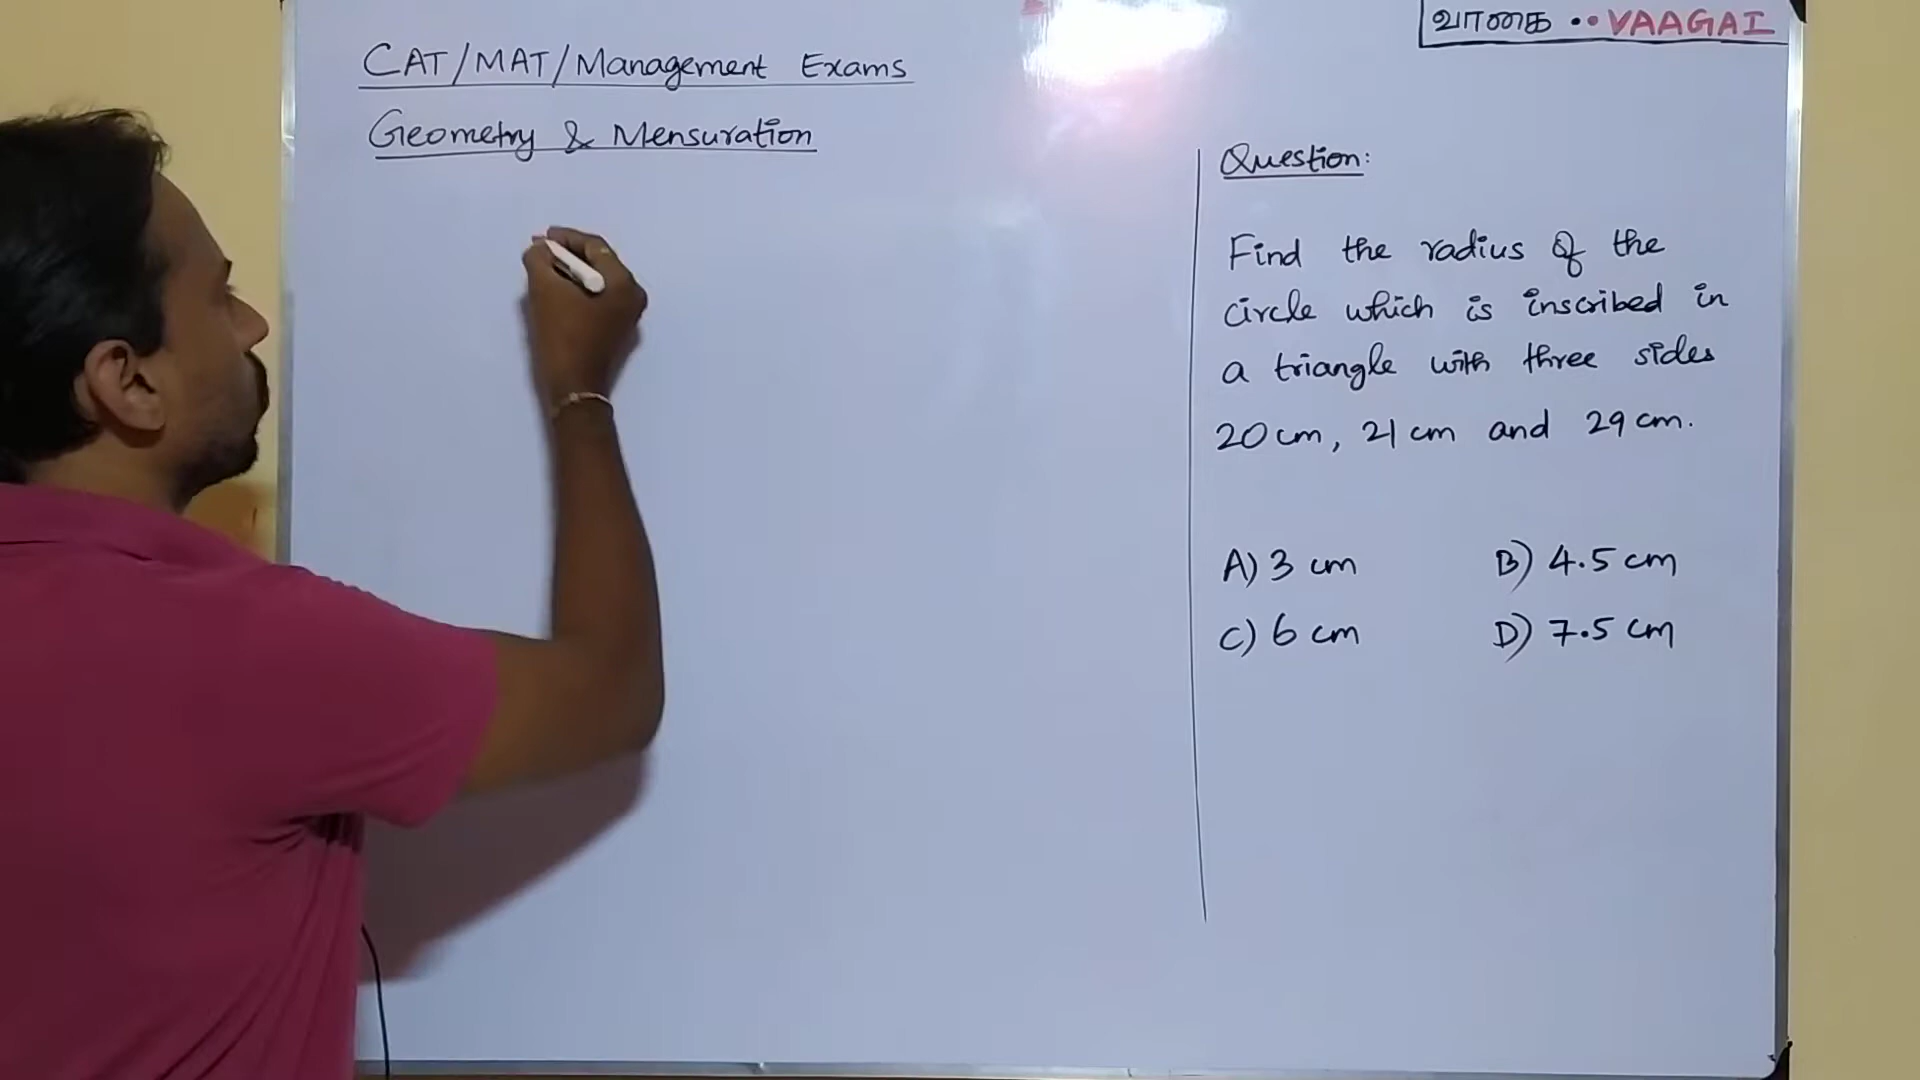 வாகை ..VAAGAI
CAT/MAT/Management Exams
Geometry & Mensuration
Question:
Find the radius of the
circle which is inscribed in
a triangle with three sides
20 cm, 21 cm and 29 cm.
A) 3 cm B) 4.5 cm
C) 6 cm D) 7.5 cm